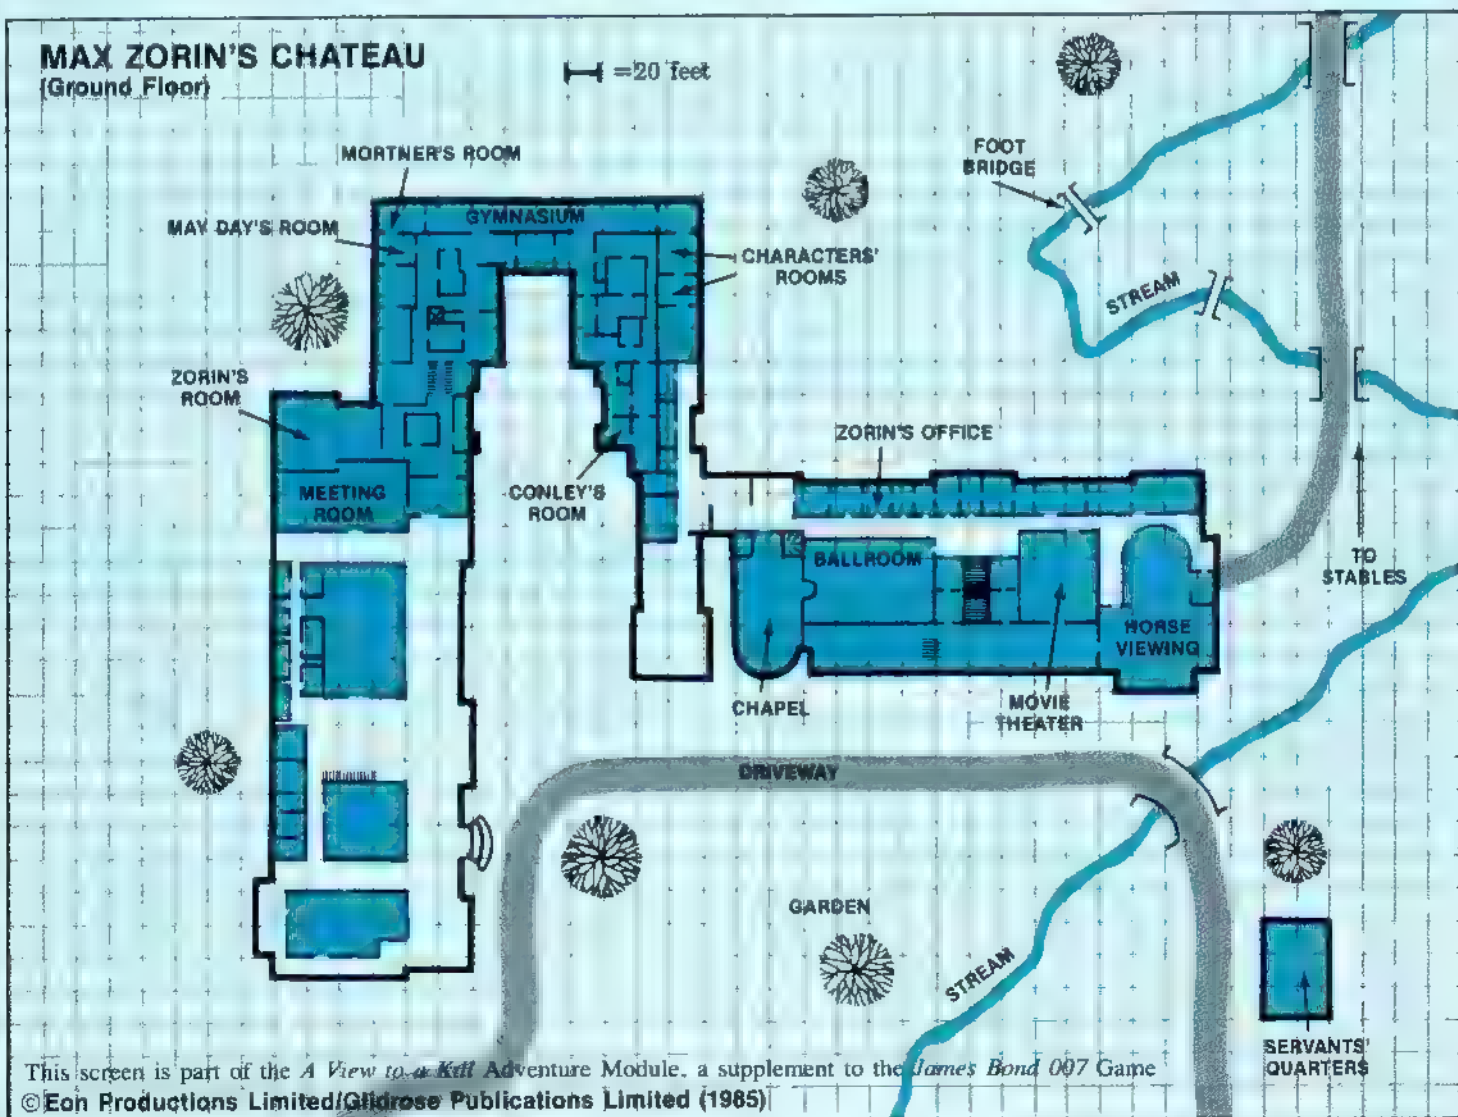 MAX ZORIN'S CHATEAU
(Ground Floor)
=20 feet
MORTNER'S ROOM
GYMNASIUM
MAY DAY'S ROOM
CHARACTERS'
ROOMS
FOOT
BRIDGE
STREAM
ZORIN'S
ROOM
ZORIN'S OFFICE
MEETING
ROOM
CONLEY'S
ROOM
BALLROOM
TO
STABLES
HORSE
VIEWING
CHAPEL
MOVIE
THEATER
DRIVEWAY
GARDEN
STREAM
SERVANTS'
QUARTERS
This screen is part of the A View to a Kill Adventure Module, a supplement to the James Bond 007 Game
©Eon Productions Limited/Glidrose Publications Limited (1985)